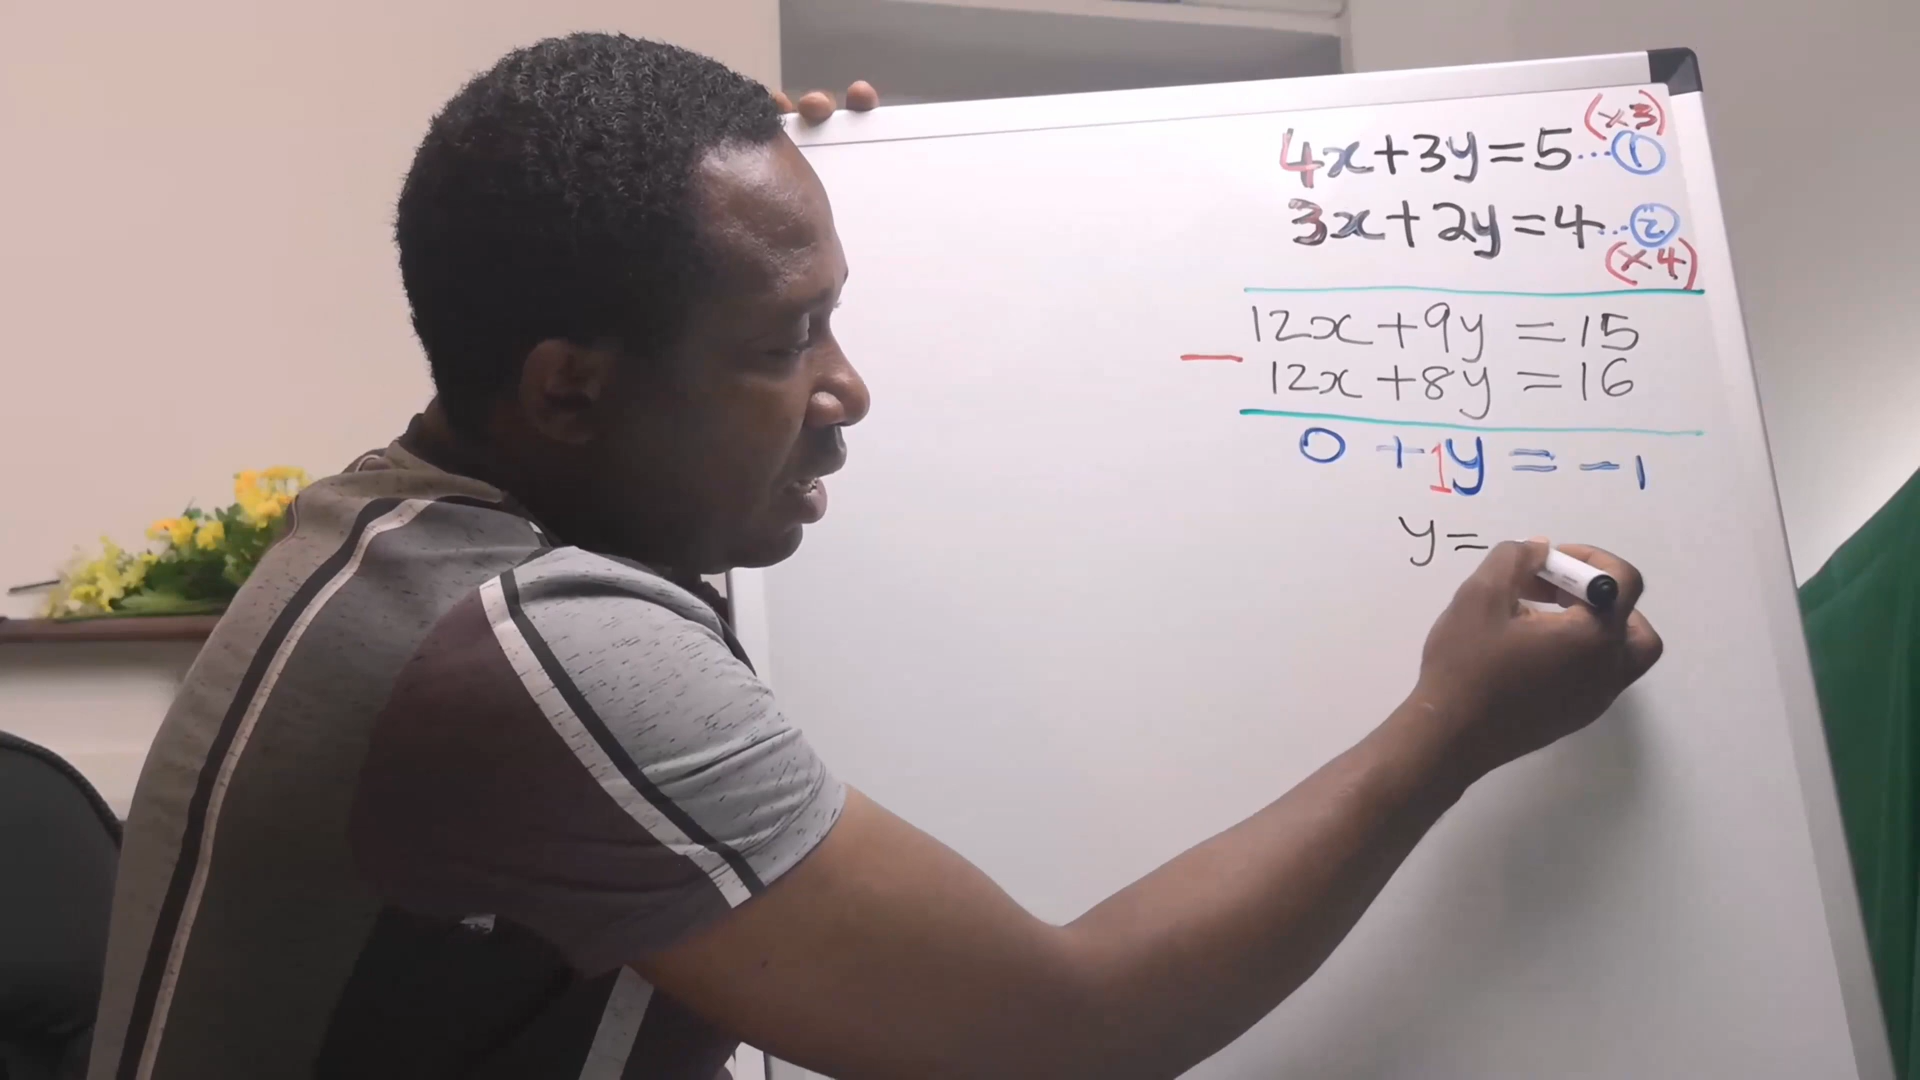 (×3)
4x+3y=5...①
3x+2y=4...②
(×4)
12x+9y=15
—
12x+8y=16
0+1y=-1
y=